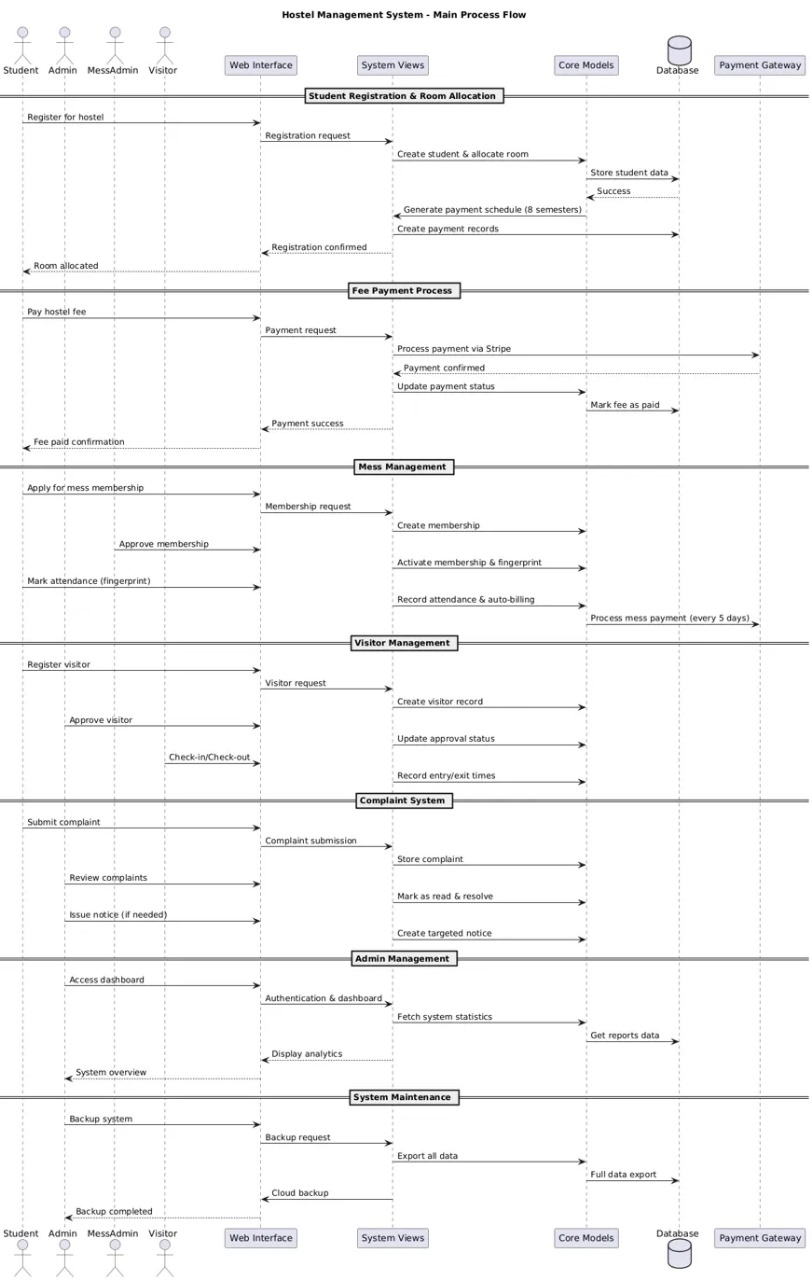 Hostel Management System - Main Process Flow
Student Admin MessAdmin Visitor Web Interface System Views Core Models Database Payment Gateway
Student Registration & Room Allocation
Register for hostel
Registration request
Create student & allocate room
Store student data
Success
Generate payment schedule (8 semesters)
Create payment records
Registration confirmed
Room allocated
Fee Payment Process
Pay hostel fee
Payment request
Process payment via Stripe
Payment confirmed
Update payment status
Mark fee as paid
Payment success
Fee paid confirmation
Mess Management
Apply for mess membership
Membership request
Create membership
Approve membership
Activate membership & fingerprint
Mark attendance (fingerprint)
Record attendance & auto-billing
Process mess payment (every 5 days)
Visitor Management
Register visitor
Visitor request
Create visitor record
Approve visitor
Update approval status
Check-in/Check-out
Record entry/exit times
Complaint System
Submit complaint
Complaint submission
Store complaint
Review complaints
Mark as read & resolve
Issue notice (if needed)
Create targeted notice
Admin Management
Access dashboard
Authentication & dashboard
Fetch system statistics
Get reports data
Display analytics
System overview
System Maintenance
Backup system
Backup request
Export all data
Full data export
Cloud backup
Backup completed
Student Admin MessAdmin Visitor Web Interface System Views Core Models Database Payment Gateway